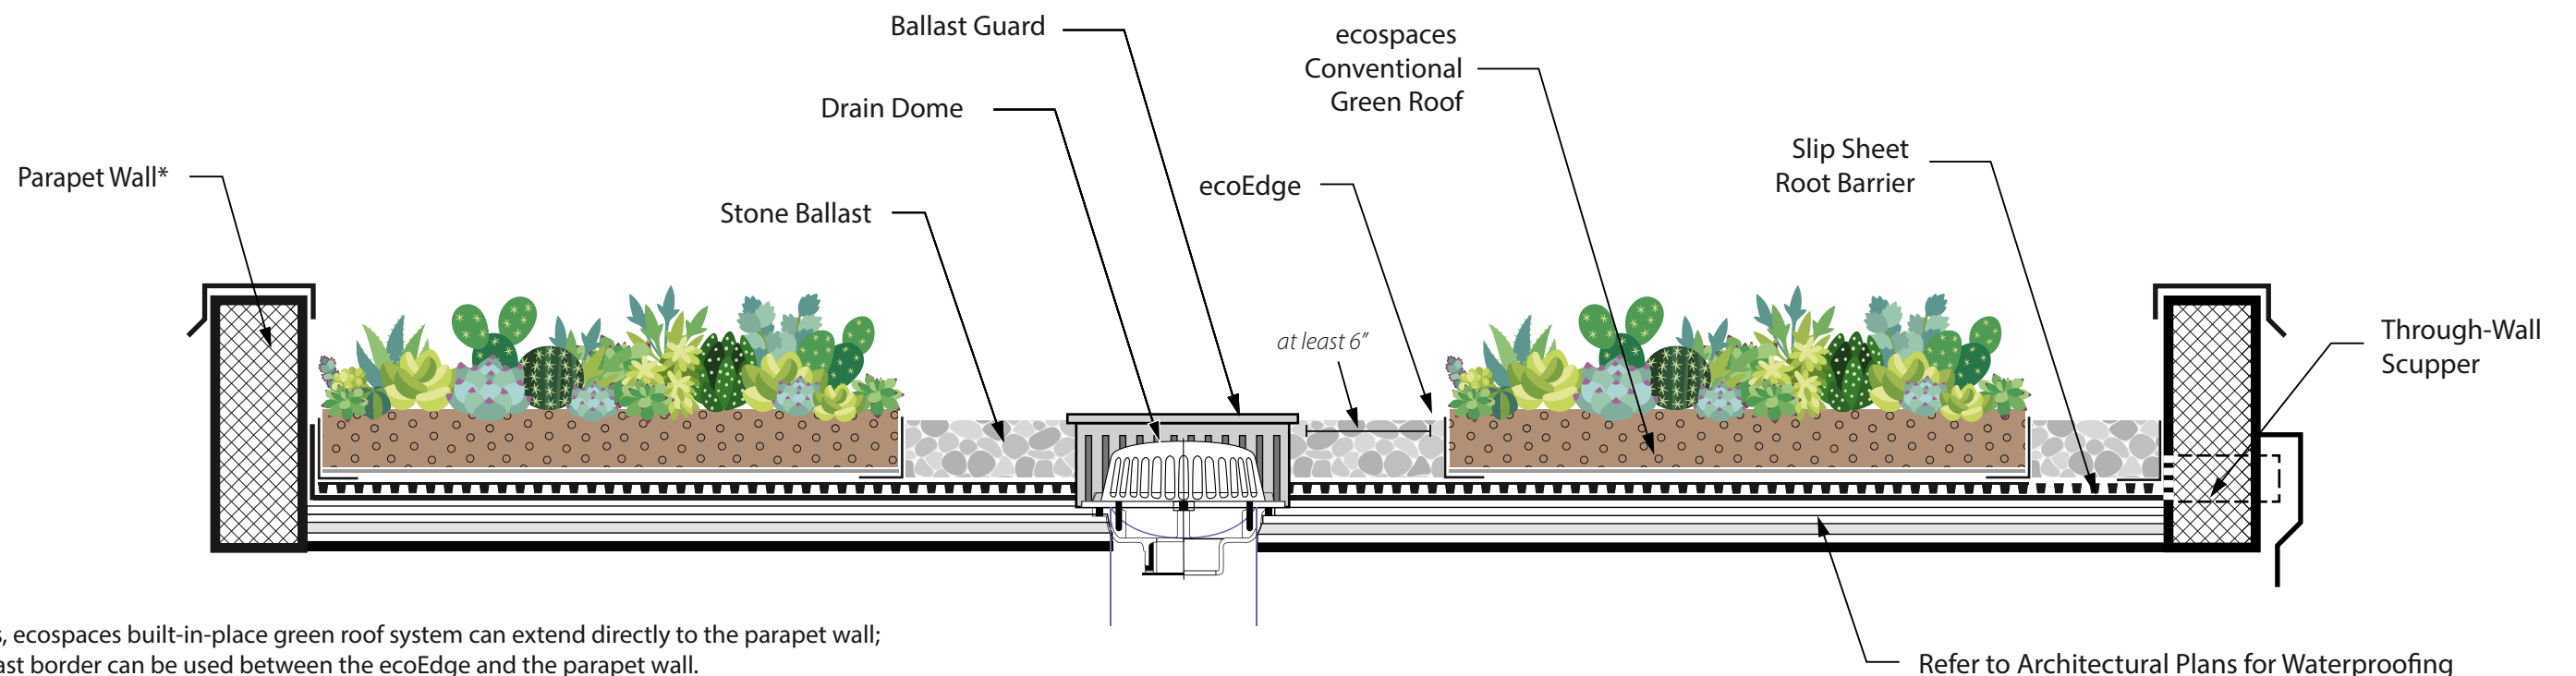 Ballast Guard
ecospaces
Conventional
Green Roof
Drain Dome
Slip Sheet
Root Barrier
Parapet Wall*
ecoEdge
Stone Ballast
at least 6”
Through-Wall
Scupper
ecospaces built-in-place green roof system can extend directly to the parapet wall;
border can be used between the ecoEdge and the parapet wall.
Refer to Architectural Plans for Waterproofing